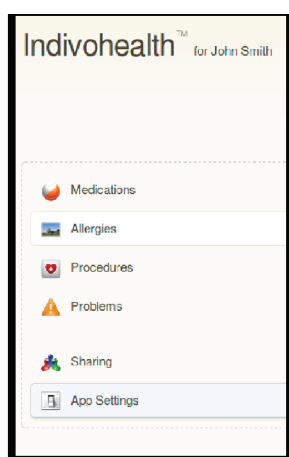 Indivohealth™ for John Smith
Medications
Allergies
Procedures
Problems
Sharing
App Settings